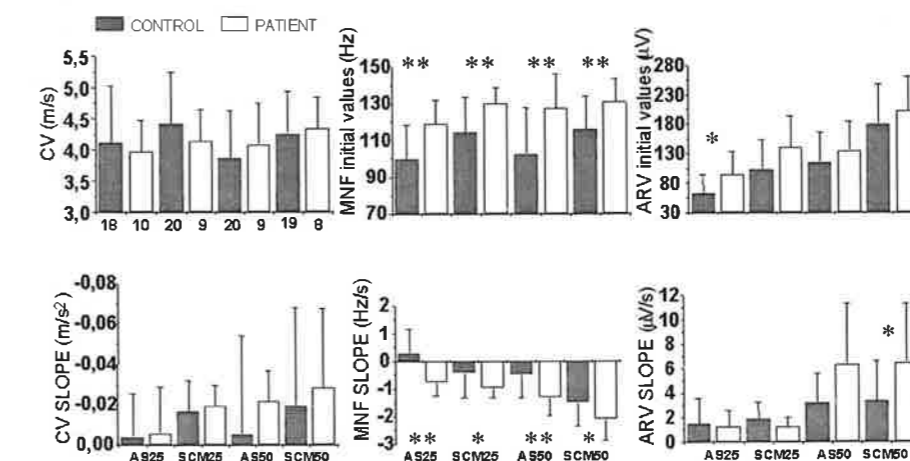 CONTROL PATIENT
CV (m/s)
5,5
5,0
4,5
4,0
3,5
3,0
18 10 20 9 20 9 19 8
MNF initial values (Hz)
150
130
110
90
70
** ** ** **
ARV initial values (µV)
280
230
180
130
80
30
*
CV SLOPE (m/s²)
-0,08
-0,06
-0,04
-0,02
0,00
AS25 SCM25 AS50 SCM50
MNF SLOPE (Hz/s)
2
1
0
-1
-2
-3
** * ** *
AS25 SCM25 AS50 SCM50
ARV SLOPE (µV/s)
12
10
8
6
4
2
0
*
AS25 SCM25 AS50 SCM50